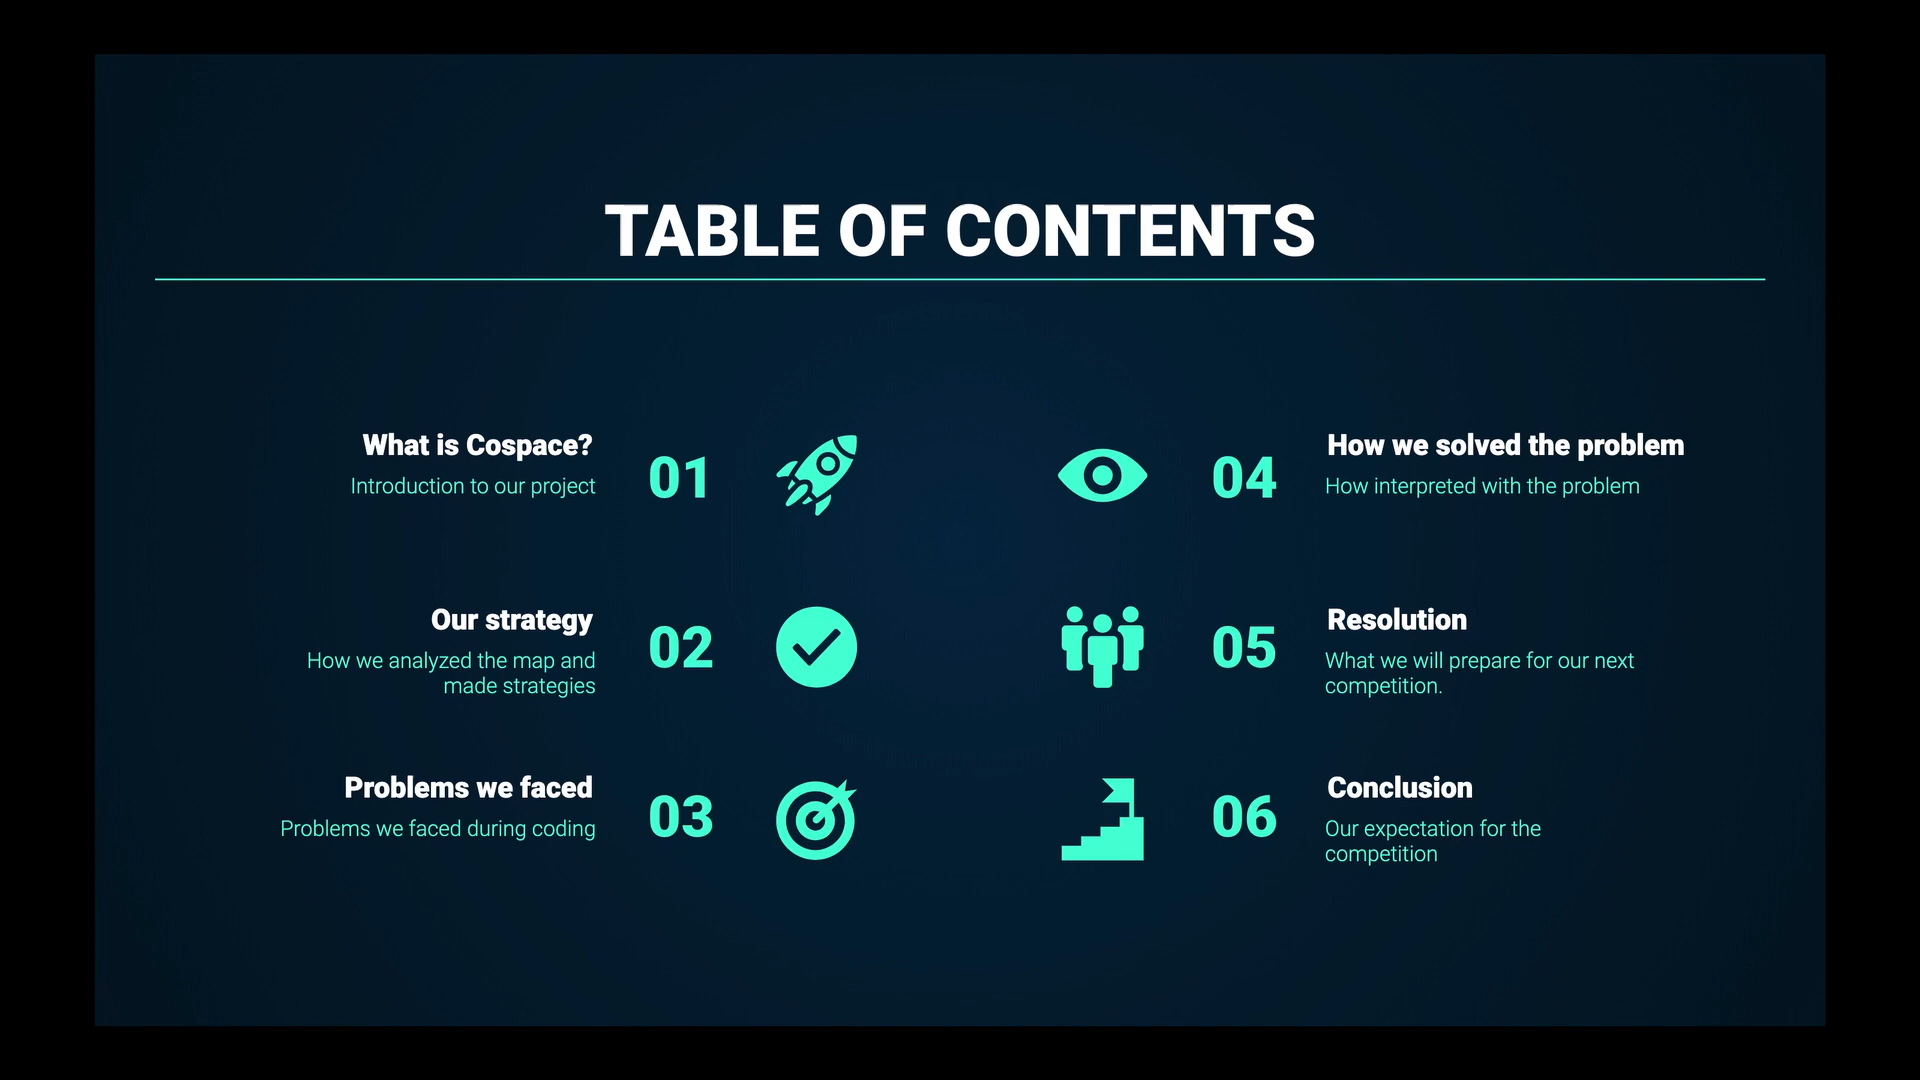 TABLE OF CONTENTS
What is Cospace?
Introduction to our project
01
Our strategy
How we analyzed the map and
made strategies
02
Problems we faced
Problems we faced during coding
03
04
How we solved the problem
How interpreted with the problem
05
Resolution
What we will prepare for our next
competition.
06
Conclusion
Our expectation for the
competition